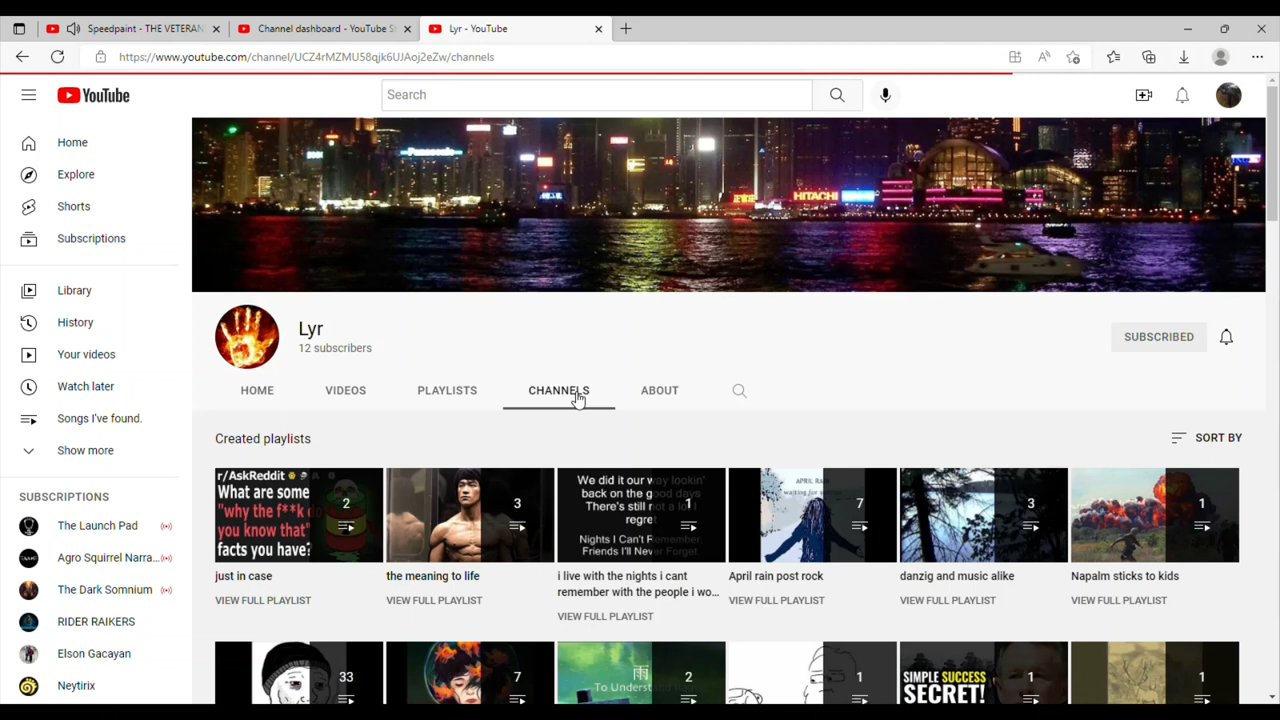 Speedpaint - THE VETERAN
Channel dashboard - YouTube S
Lyr - YouTube
https://www.youtube.com/channel/UCZ4rMZMU58qjk6UJAoj2eZw/channels
YouTube
Search
Home
Explore
Shorts
Subscriptions
Library
History
Your videos
Watch later
Songs I've found.
Show more
SUBSCRIPTIONS
The Launch Pad
Agro Squirrel Narra...
The Dark Somnium
RIDER RAIKERS
Elson Gacayan
Neytirix
Panasonic
HITACHI
Lyr
12 subscribers
SUBSCRIBED
HOME
VIDEOS
PLAYLISTS
CHANNELS
ABOUT
Created playlists
SORT BY
r/AskReddit
What are some
"why the f**k d
you know that"
facts you have?
2
3
We did it our way lookin'
back on the good days
There's still not a lot I
regret
Nights I Can't R
Friends I'll Never Forget
1
APRIL RAIN
7
3
1
just in case
VIEW FULL PLAYLIST
the meaning to life
VIEW FULL PLAYLIST
i live with the nights i cant
remember with the people i wo...
VIEW FULL PLAYLIST
April rain post rock
VIEW FULL PLAYLIST
danzig and music alike
VIEW FULL PLAYLIST
Napalm sticks to kids
VIEW FULL PLAYLIST
33
7
雨
To Understand
2
1
SIMPLE SUCCESS
SECRET!
1
1